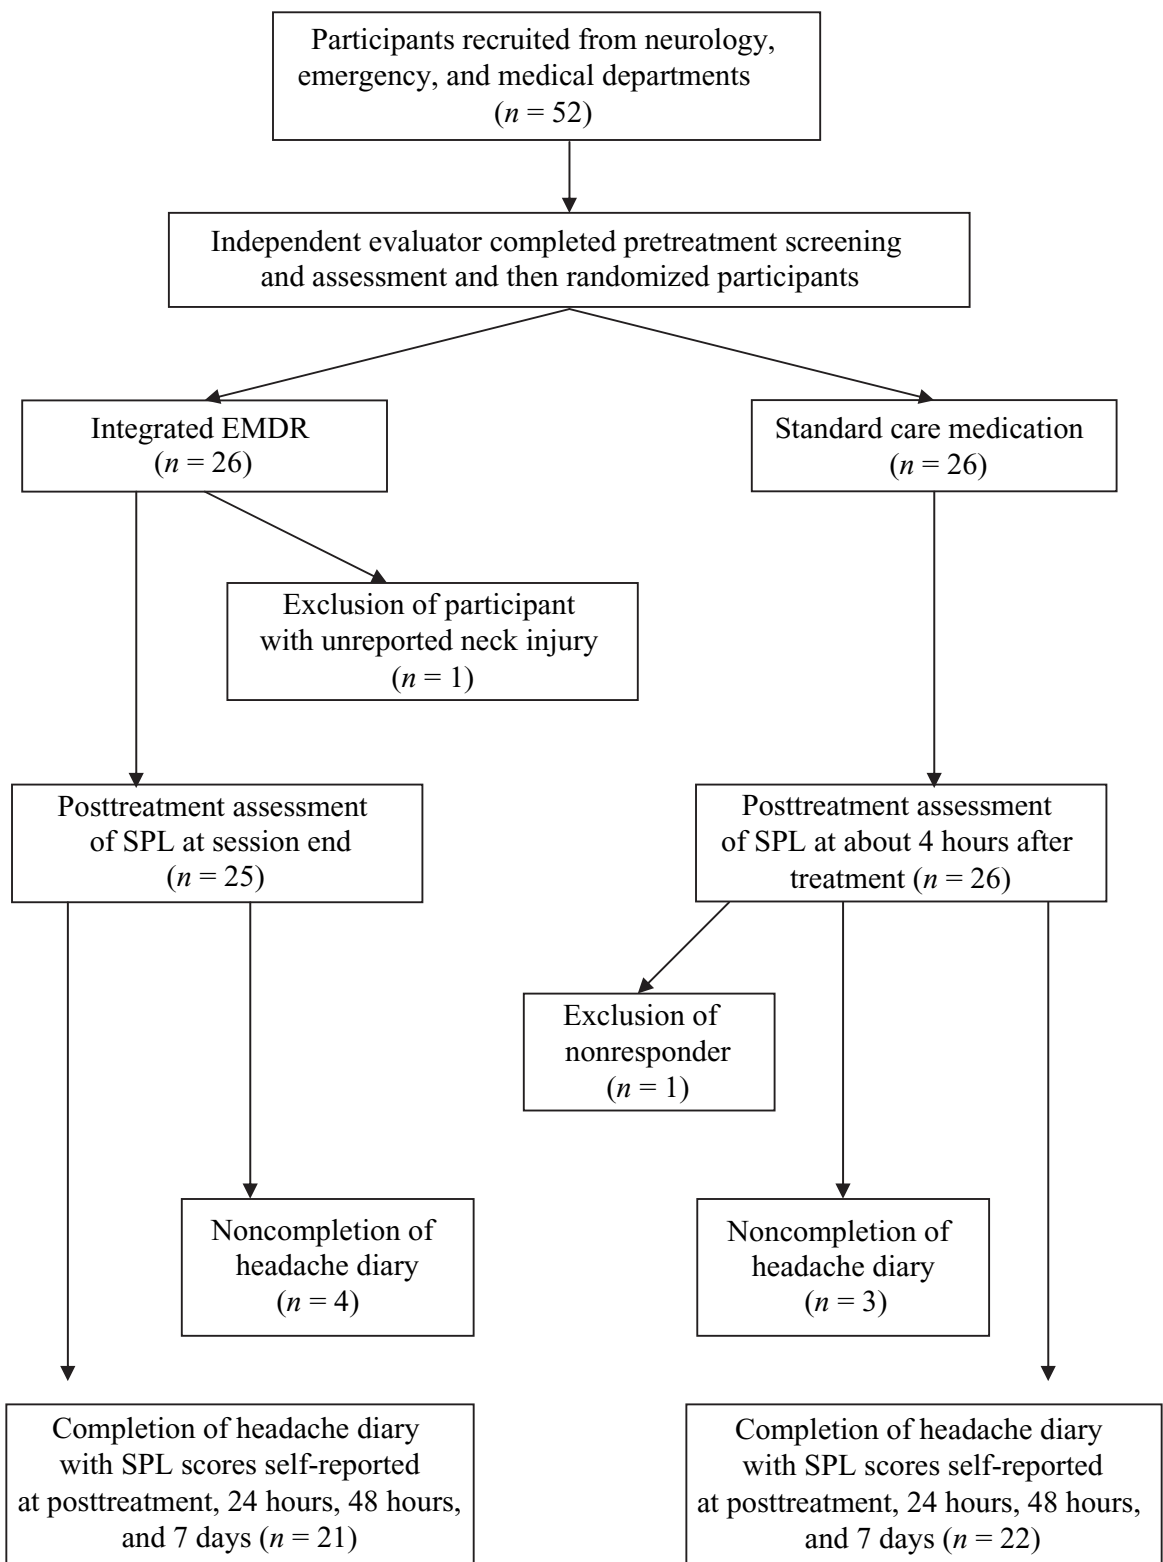 Participants recruited from neurology,
emergency, and medical departments
(n = 52)
Independent evaluator completed pretreatment screening
and assessment and then randomized participants
Integrated EMDR
(n = 26)
Standard care medication
(n = 26)
Exclusion of participant
with unreported neck injury
(n = 1)
Posttreatment assessment
of SPL at session end
(n = 25)
Posttreatment assessment
of SPL at about 4 hours after
treatment (n = 26)
Exclusion of
nonresponder
(n = 1)
Noncompletion of
headache diary
(n = 4)
Noncompletion of
headache diary
(n = 3)
Completion of headache diary
with SPL scores self-reported
at posttreatment, 24 hours, 48 hours,
and 7 days (n = 21)
Completion of headache diary
with SPL scores self-reported
at posttreatment, 24 hours, 48 hours,
and 7 days (n = 22)